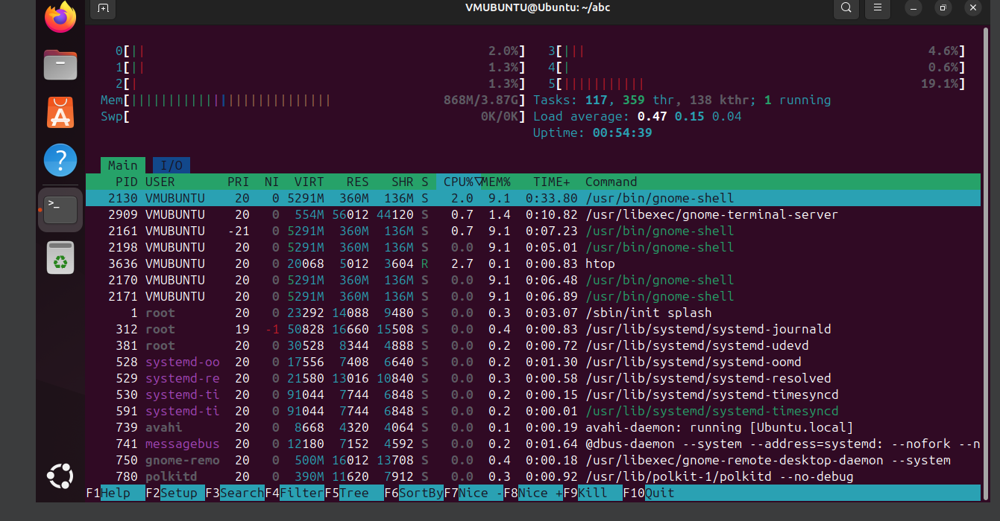 VMUBUNTU@Ubuntu: ~/abc
0[|| 2.0%] 3[||| 4.6%]
1[|| 1.3%] 4[| 0.6%]
2[| 1.3%] 5[||||||||||| 19.1%]
Mem[||||||||||||||||||||||||||| 868M/3.87G] Tasks: 117, 359 thr, 138 kthr; 1 running
Swp[ 0K/0K] Load average: 0.47 0.15 0.04
Uptime: 00:54:39
Main I/O
PID USER PRI NI VIRT RES SHR S CPU%▽MEM% TIME+ Command
2130 VMUBUNTU 20 0 5291M 360M 136M S 2.0 9.1 0:33.80 /usr/bin/gnome-shell
2909 VMUBUNTU 20 0 554M 56012 44120 S 0.7 1.4 0:10.82 /usr/libexec/gnome-terminal-server
2161 VMUBUNTU -21 0 5291M 360M 136M S 0.7 9.1 0:07.23 /usr/bin/gnome-shell
2198 VMUBUNTU 20 0 5291M 360M 136M S 0.0 9.1 0:05.01 /usr/bin/gnome-shell
3636 VMUBUNTU 20 0 20068 5012 3604 R 2.7 0.1 0:00.83 htop
2170 VMUBUNTU 20 0 5291M 360M 136M S 0.0 9.1 0:06.48 /usr/bin/gnome-shell
2171 VMUBUNTU 20 0 5291M 360M 136M S 0.0 9.1 0:06.89 /usr/bin/gnome-shell
1 root 20 0 23292 14088 9480 S 0.0 0.3 0:03.07 /sbin/init splash
312 root 19 -1 50828 16660 15508 S 0.0 0.4 0:00.83 /usr/lib/systemd/systemd-journald
381 root 20 0 30528 8344 4888 S 0.0 0.2 0:00.72 /usr/lib/systemd/systemd-udevd
528 systemd-oo 20 0 17556 7408 6640 S 0.0 0.2 0:01.30 /usr/lib/systemd/systemd-oomd
529 systemd-re 20 0 21580 13016 10840 S 0.0 0.3 0:00.58 /usr/lib/systemd/systemd-resolved
530 systemd-ti 20 0 91044 7744 6848 S 0.0 0.2 0:00.15 /usr/lib/systemd/systemd-timesyncd
591 systemd-ti 20 0 91044 7744 6848 S 0.0 0.2 0:00.01 /usr/lib/systemd/systemd-timesyncd
739 avahi 20 0 8668 4320 4064 S 0.0 0.1 0:00.19 avahi-daemon: running [Ubuntu.local]
741 messagebus 20 0 12180 7152 4592 S 0.0 0.2 0:01.64 @dbus-daemon --system --address=systemd: --nofork --n
750 gnome-remo 20 0 500M 16012 13708 S 0.0 0.4 0:00.18 /usr/libexec/gnome-remote-desktop-daemon --system
780 polkitd 20 0 390M 11620 7912 S 0.0 0.3 0:00.92 /usr/lib/polkit-1/polkitd --no-debug
F1Help F2Setup F3SearchF4FilterF5Tree F6SortByF7Nice -F8Nice +F9Kill F10Quit